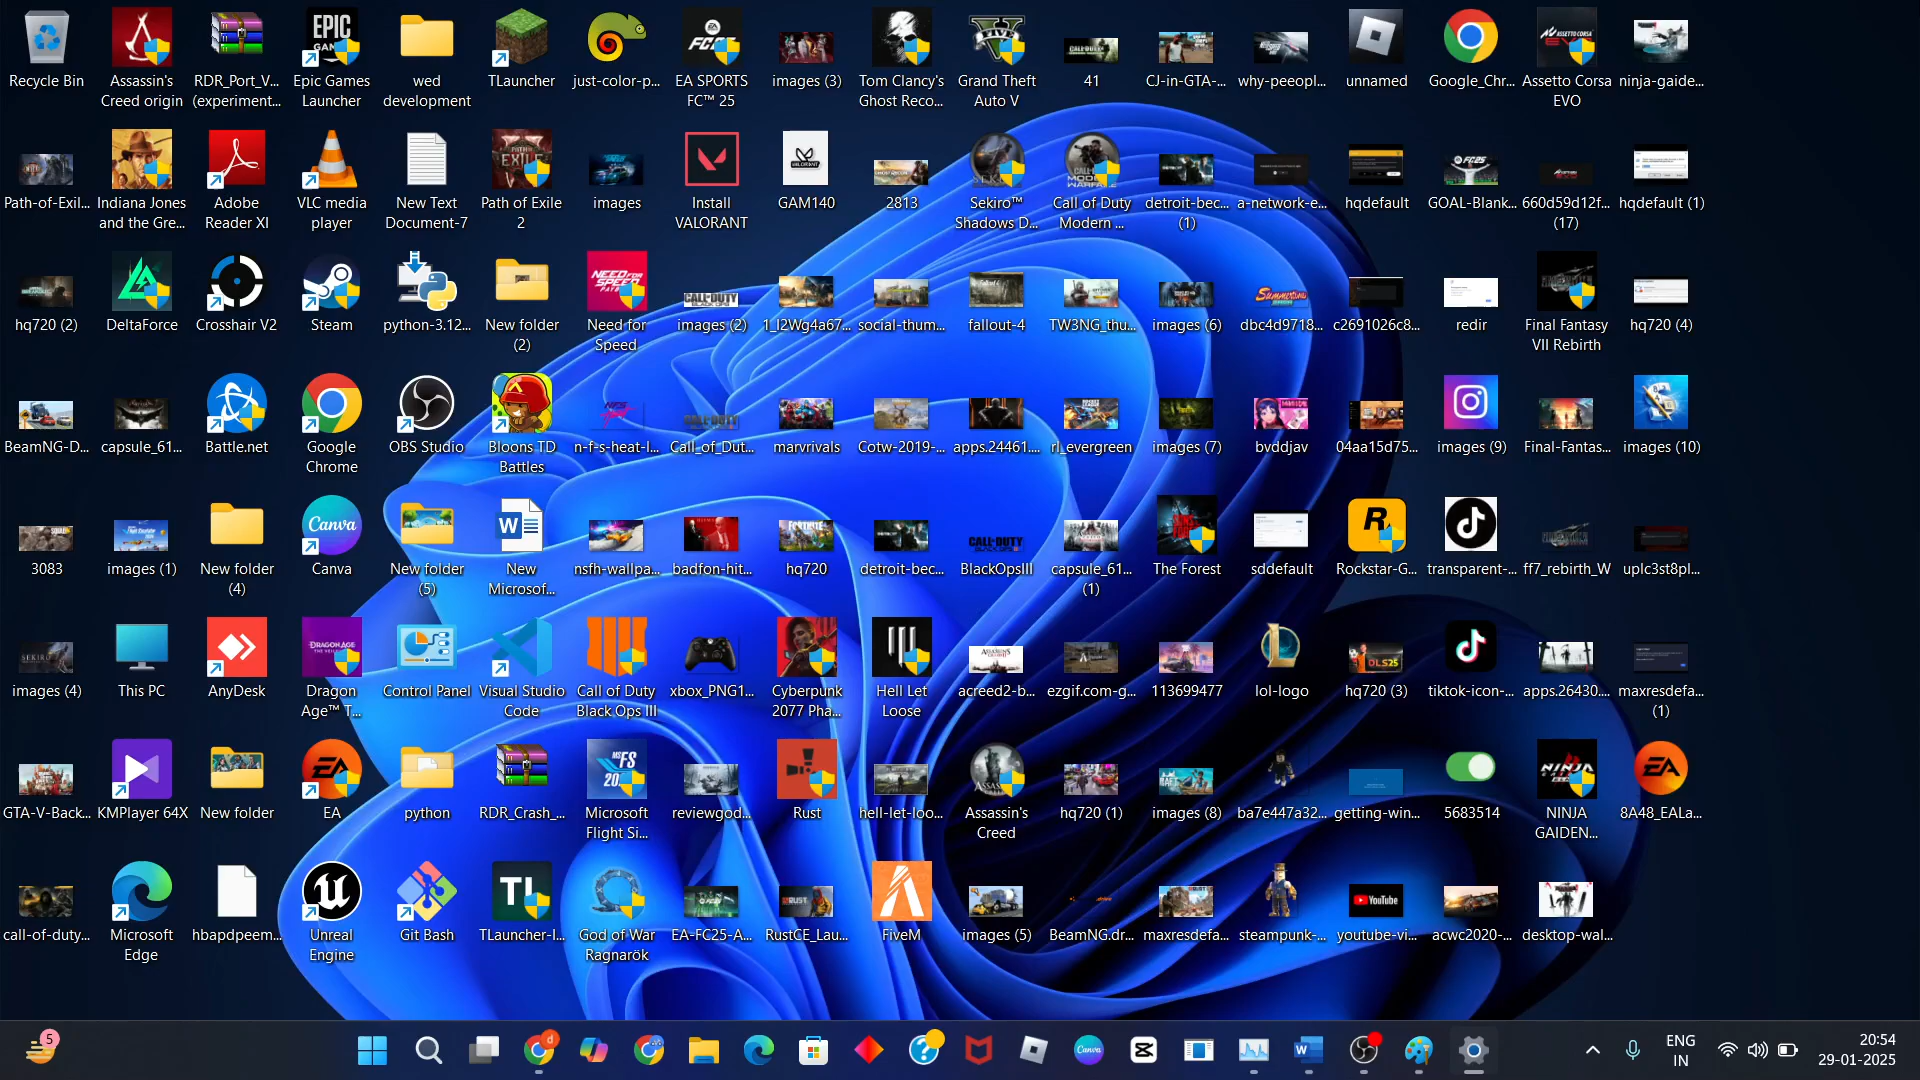 Recycle Bin
Assassin's
Creed origin
RDR_Port_V...
(experiment...
EPIC
Epic Games
Launcher
wed
development
TLauncher
just-color-p...
EA SPORTS
FC™ 25
images (3)
Tom Clancy's
Ghost Reco...
Grand Theft
Auto V
41
CJ-in-GTA-...
why-peeopl...
unnamed
Google_Chr...
Assetto Corsa
EVO
ninja-gaide...
Path-of-Exil...
Indiana Jones
and the Gre...
Adobe
Reader XI
VLC media
player
New Text
Document-7
Path of Exile
2
images
Install
VALORANT
GAM140
2813
Sekiro™
Shadows D...
Call of Duty
Modern ...
detroit-bec...
(1)
a-network-e...
hqdefault
GOAL-Blank...
660d59d12f...
(17)
hqdefault (1)
hq720 (2)
DeltaForce
Crosshair V2
Steam
python-3.12...
New folder
(2)
Need for
Speed
images (2)
1_I2Wg4a67...
social-thum...
fallout-4
TW3NG_thu...
images (6)
dbc4d9718...
c2691026c8...
redir
Final Fantasy
VII Rebirth
hq720 (4)
BeamNG-D...
capsule_61...
Battle.net
Google
Chrome
OBS Studio
Bloons TD
Battles
n-f-s-heat-l...
Call_of_Dut...
marvrivals
Cotw-2019-...
apps.24461....
rl_evergreen
images (7)
bvddjav
04aa15d75...
images (9)
Final-Fantas...
images (10)
3083
images (1)
New folder
(4)
Canva
Canva
New folder
(5)
New
Microsof...
nsfh-wallpa...
badfon-hit...
hq720
detroit-bec...
BlackOpsIII
capsule_61...
(1)
The Forest
sddefault
Rockstar-G...
transparent-...
ff7_rebirth_W
uplc3st8pl...
images (4)
This PC
AnyDesk
Dragon
Age™ T...
Control Panel
Visual Studio
Code
Call of Duty
Black Ops III
xbox_PNG1...
Cyberpunk
2077 Pha...
Hell Let
Loose
acreed2-b...
ezgif.com-g...
113699477
lol-logo
hq720 (3)
tiktok-icon-...
apps.26430....
maxresdefa...
(1)
GTA-V-Back...
KMPlayer 64X
New folder
EA
python
RDR_Crash_...
Microsoft
Flight Si...
reviewgod...
Rust
hell-let-loo...
Assassin's
Creed
hq720 (1)
images (8)
ba7e447a32...
getting-win...
5683514
NINJA
GAIDEN...
8A48_EALa...
call-of-duty...
Microsoft
Edge
hbapdpeem...
Unreal
Engine
Git Bash
TLauncher-I...
God of War
Ragnarök
EA-FC25-A...
RustCE_Lau...
FiveM
images (5)
BeamNG.dr...
maxresdefa...
steampunk-...
youtube-vi...
acwc2020-...
desktop-wal...
5
ENG
IN
20:54
29-01-2025